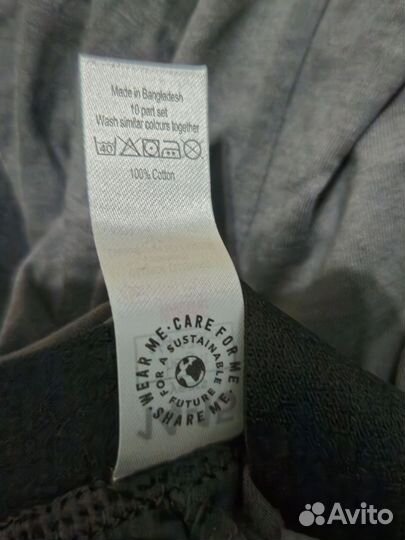 Made in Bangladesh
10 part set
Wash similar colours together
40
100% Cotton
WEAR ME · CARE FOR ME · SHARE ME ·
FOR A SUSTAINABLE FUTURE
Avito